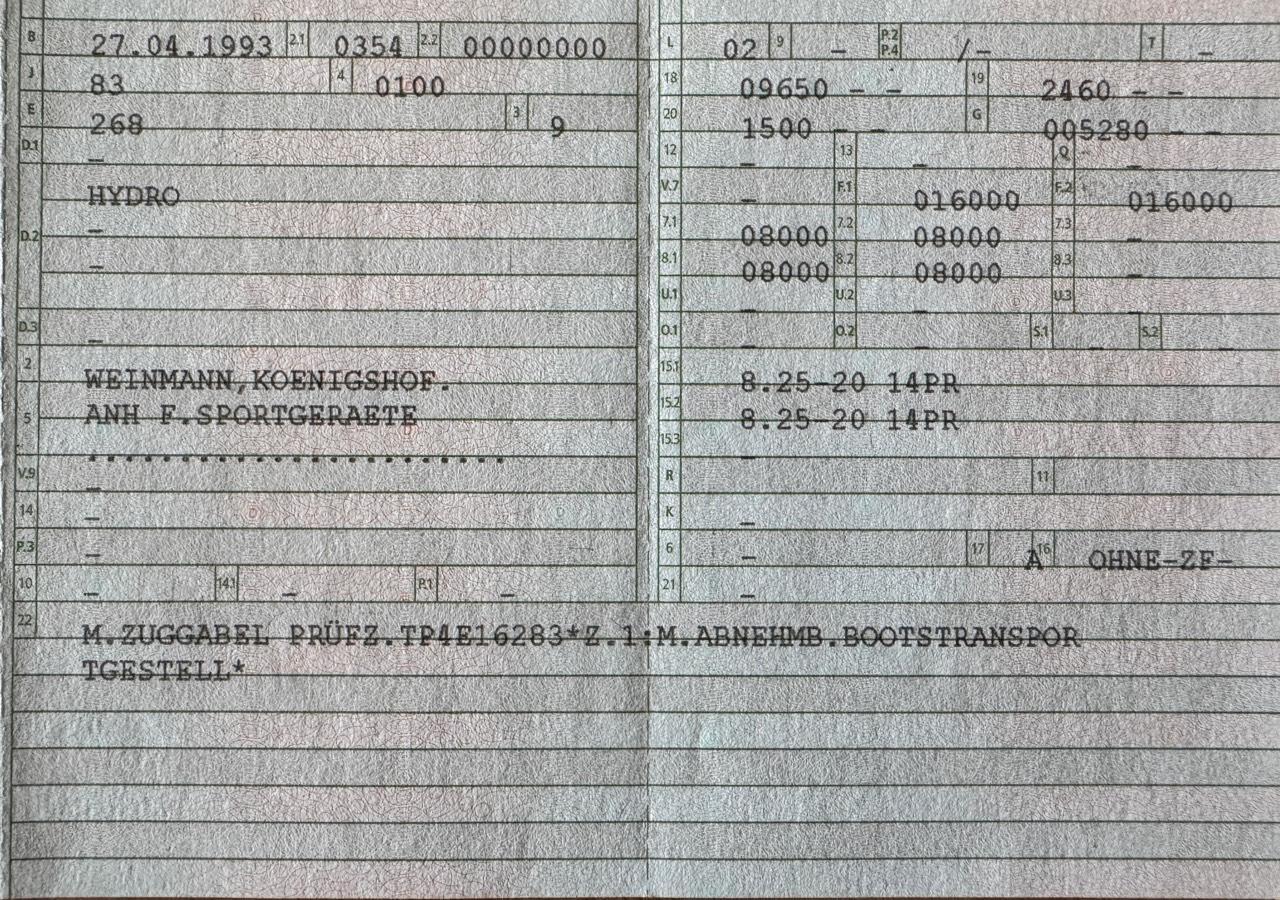 B 27.04.1993 2.1 0354 2.2 00000000
J 83 4 0100
E 268 3 9
D.1 –
D.2 HYDRO
–
–
D.3 –
2 WEINMANN,KOENIGSHOF.
5 ANH F.SPORTGERAETE
.......................
V.9 –
14 –
P.3 –
10 – 14.1 – P.1 –
L 02 9 – P.2 P.4 /– T –
18 09650 – – 19 2460 – –
20 1500 – – G 005280 – –
12 – 13 – Q –
V.7 – F.1 016000 F.2 016000
7.1 08000 7.2 08000 7.3 –
8.1 08000 8.2 08000 8.3 –
U.1 – U.2 – U.3 –
O.1 – O.2 – S.1 – S.2 –
15.1 8.25-20 14PR
15.2 8.25-20 14PR
15.3 –
R 11
K –
6 – 17 A 16 OHNE-ZF-
21 –
22 M.ZUGGABEL PRÜFZ.TP4E16283*Z.1:M.ABNEHMB.BOOTSTRANSPOR
TGESTELL*